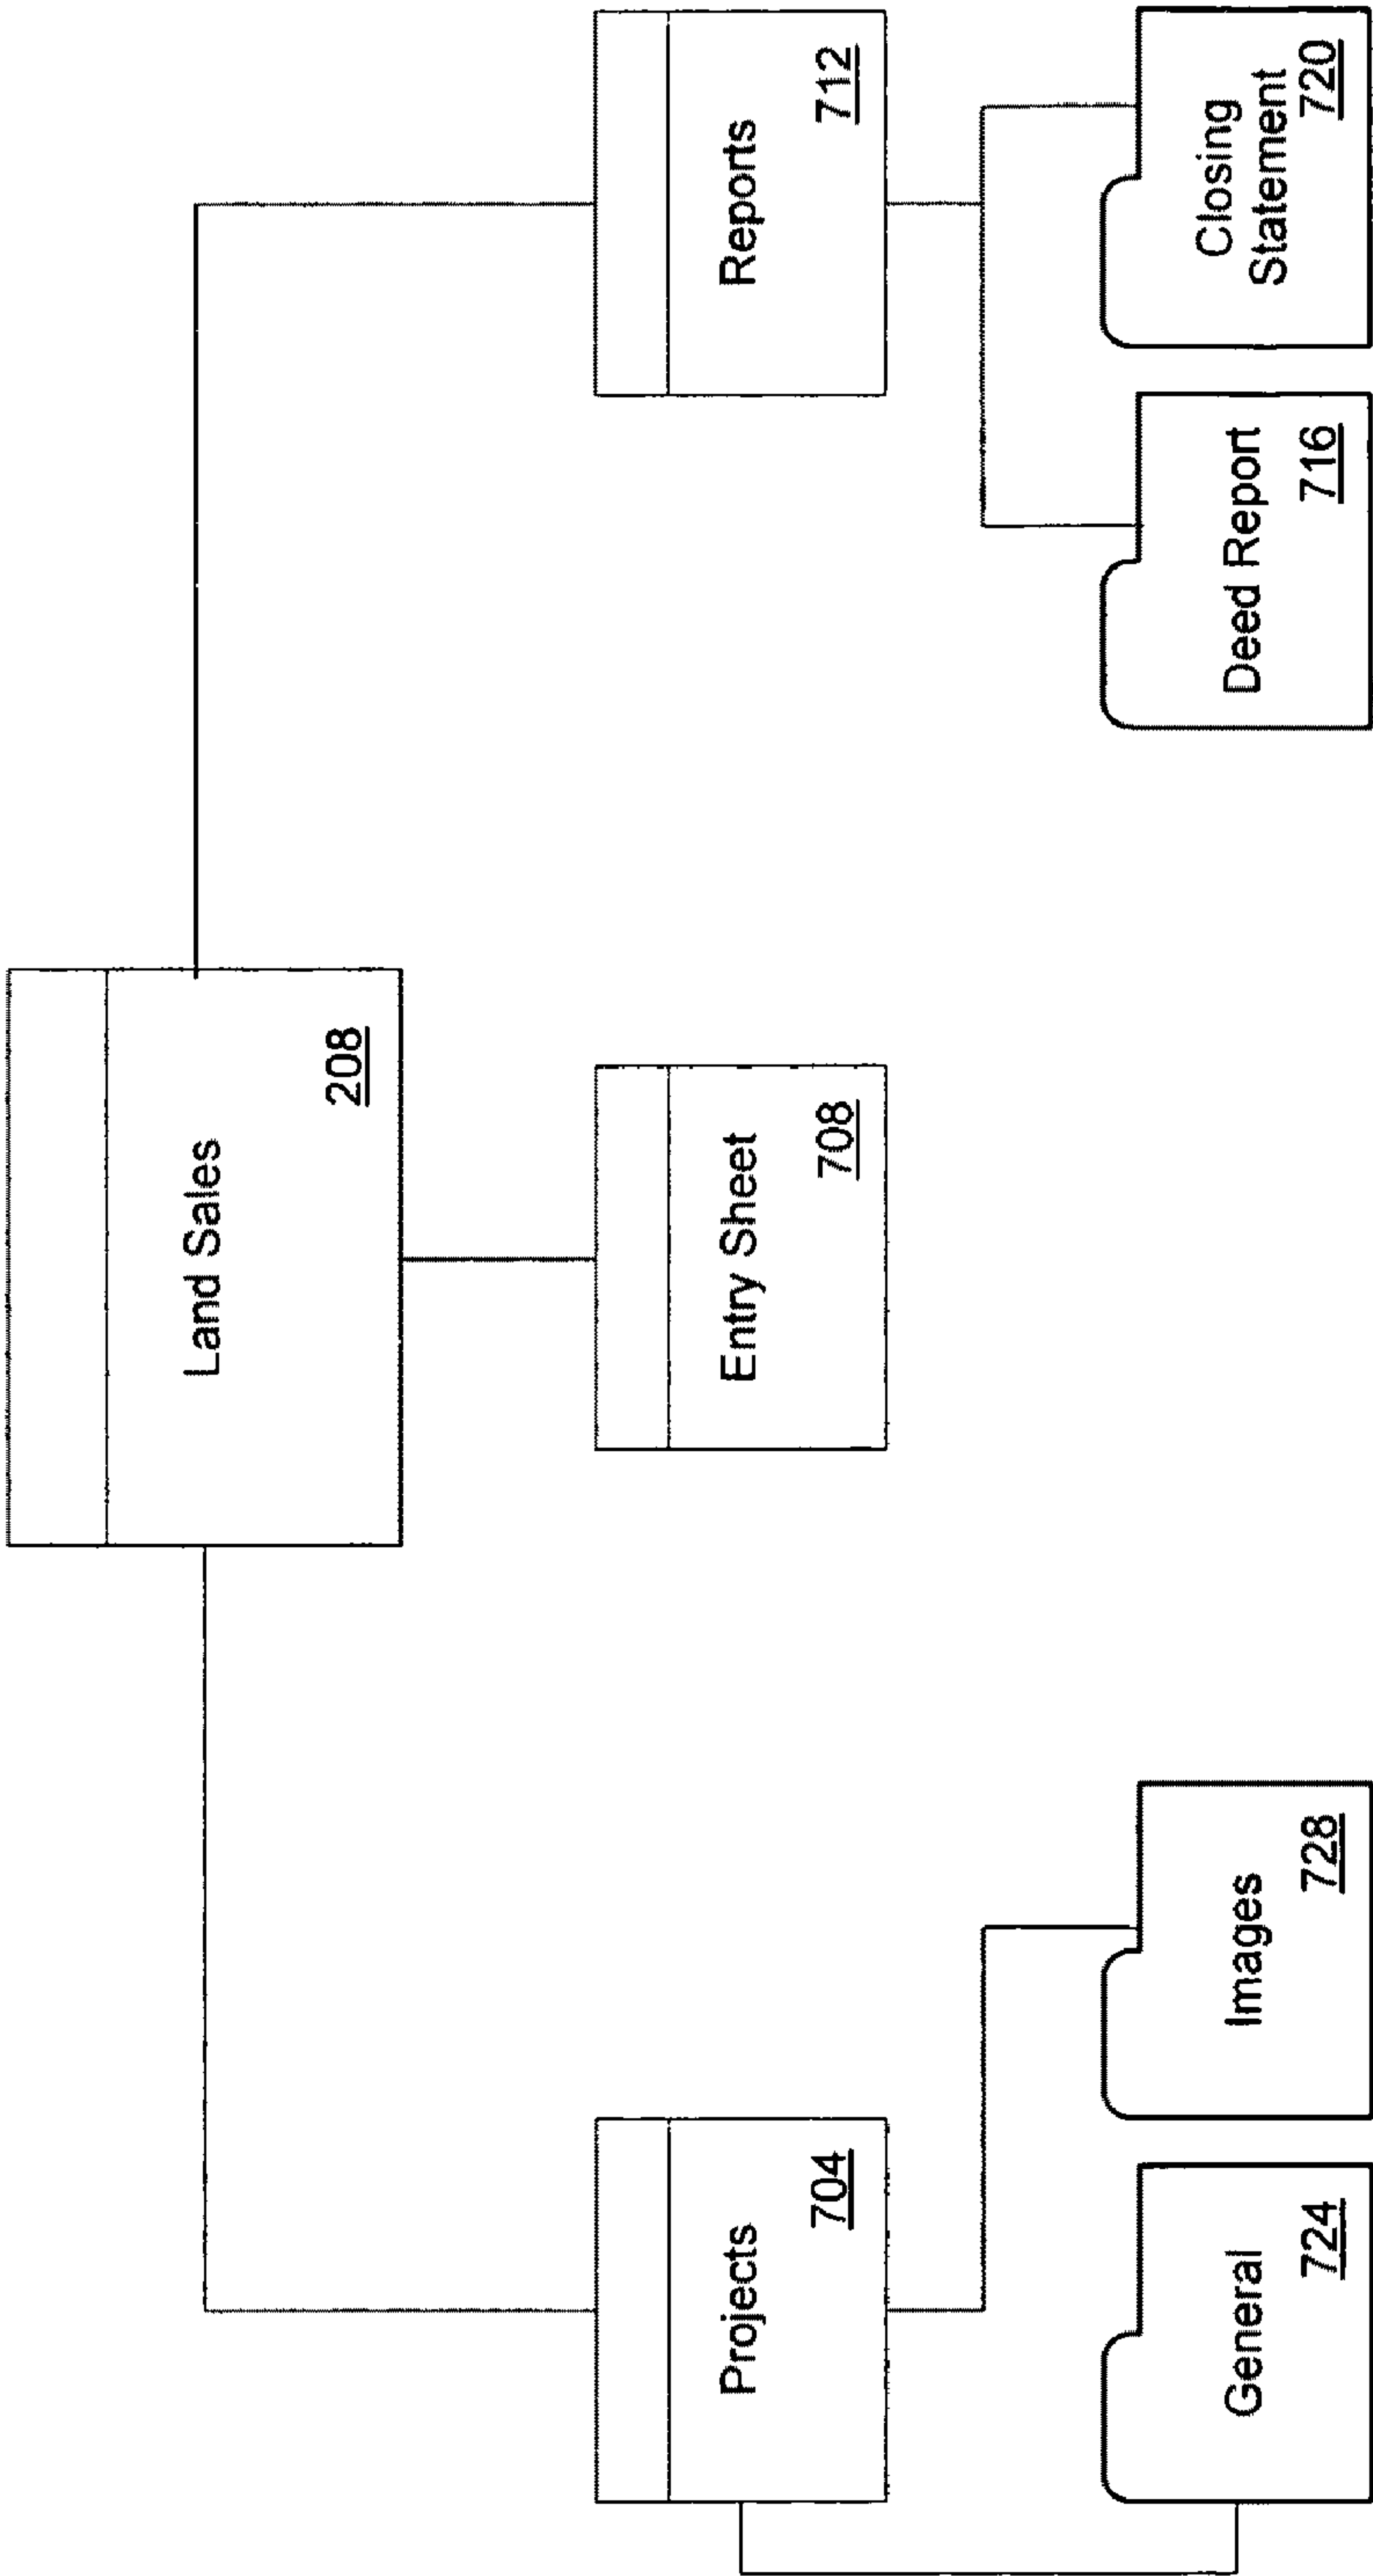 Land Sales
208
Projects
704
Entry Sheet
708
Reports
712
General
724
Images
728
Deed Report
716
Closing
Statement
720